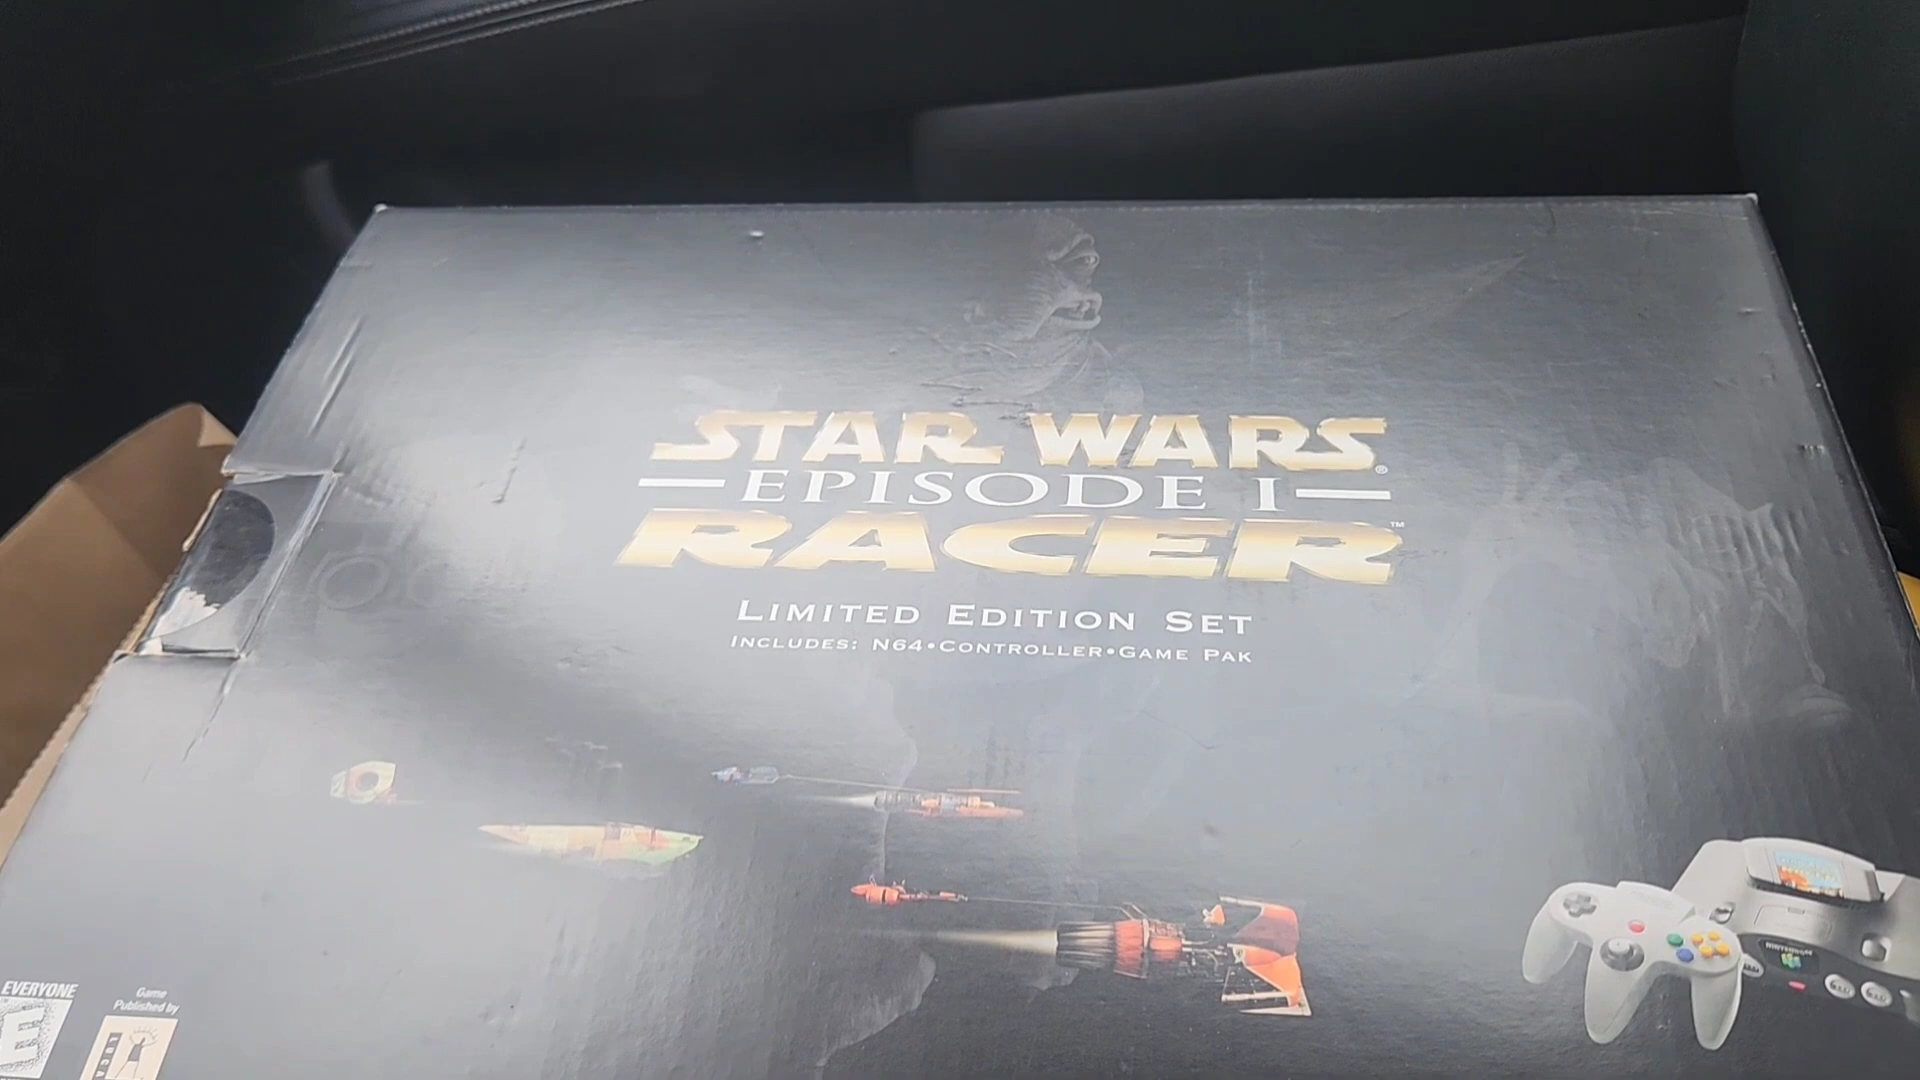 STAR WARS®
EPISODE I
RACER™
LIMITED EDITION SET
INCLUDES: N64•CONTROLLER•GAME PAK
EVERYONE
E
Game
Published by